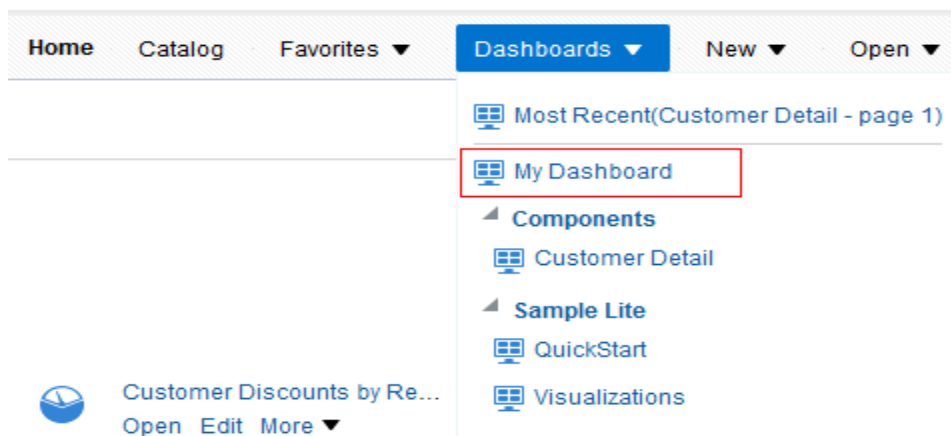 Home Catalog Favorites Dashboards New Open
Most Recent(Customer Detail - page 1)
My Dashboard
Components
Customer Detail
Sample Lite
QuickStart
Visualizations
Customer Discounts by Re...
Open Edit More